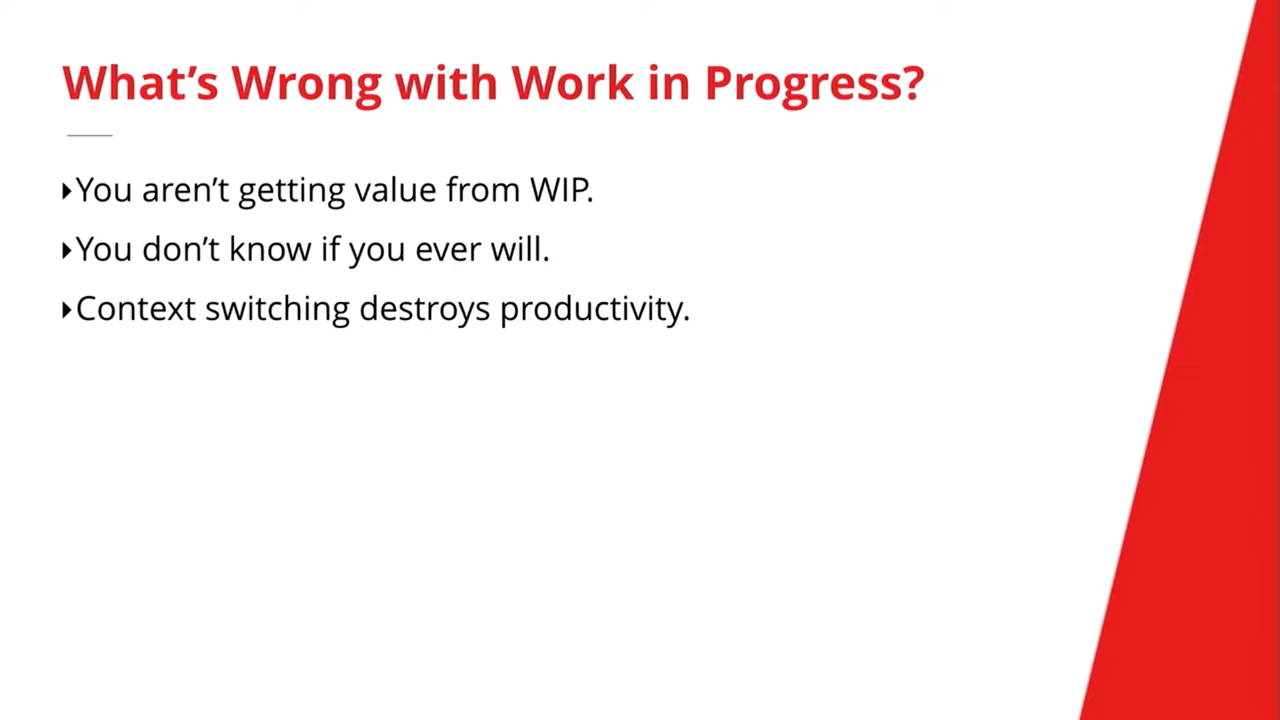 What’s Wrong with Work in Progress?
‣You aren’t getting value from WIP.
‣You don’t know if you ever will.
‣Context switching destroys productivity.